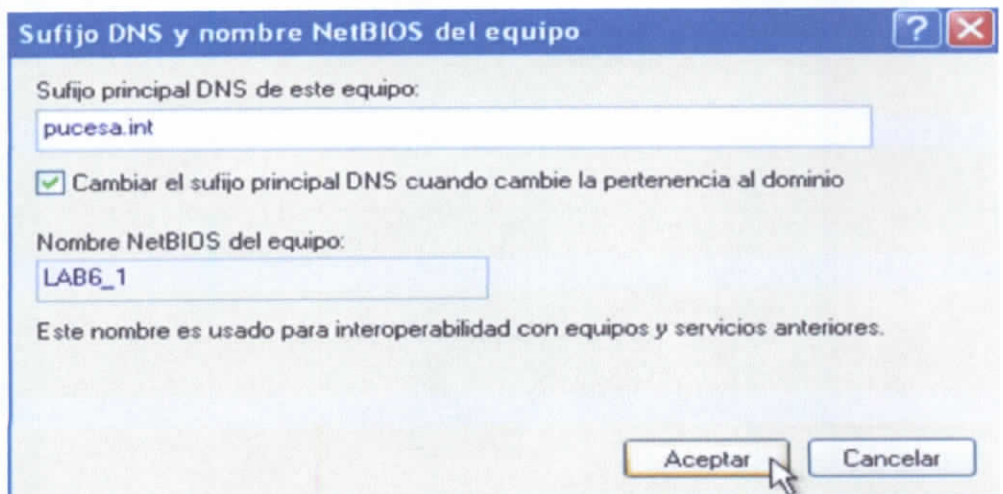 Sufijo DNS y nombre NetBIOS del equipo
?
Sufijo principal DNS de este equipo:
pucesa.int
Cambiar el sufijo principal DNS cuando cambie la pertenencia al dominio
Nombre NetBIOS del equipo:
LAB6_1
Este nombre es usado para interoperabilidad con equipos y servicios anteriores.
Aceptar
Cancelar